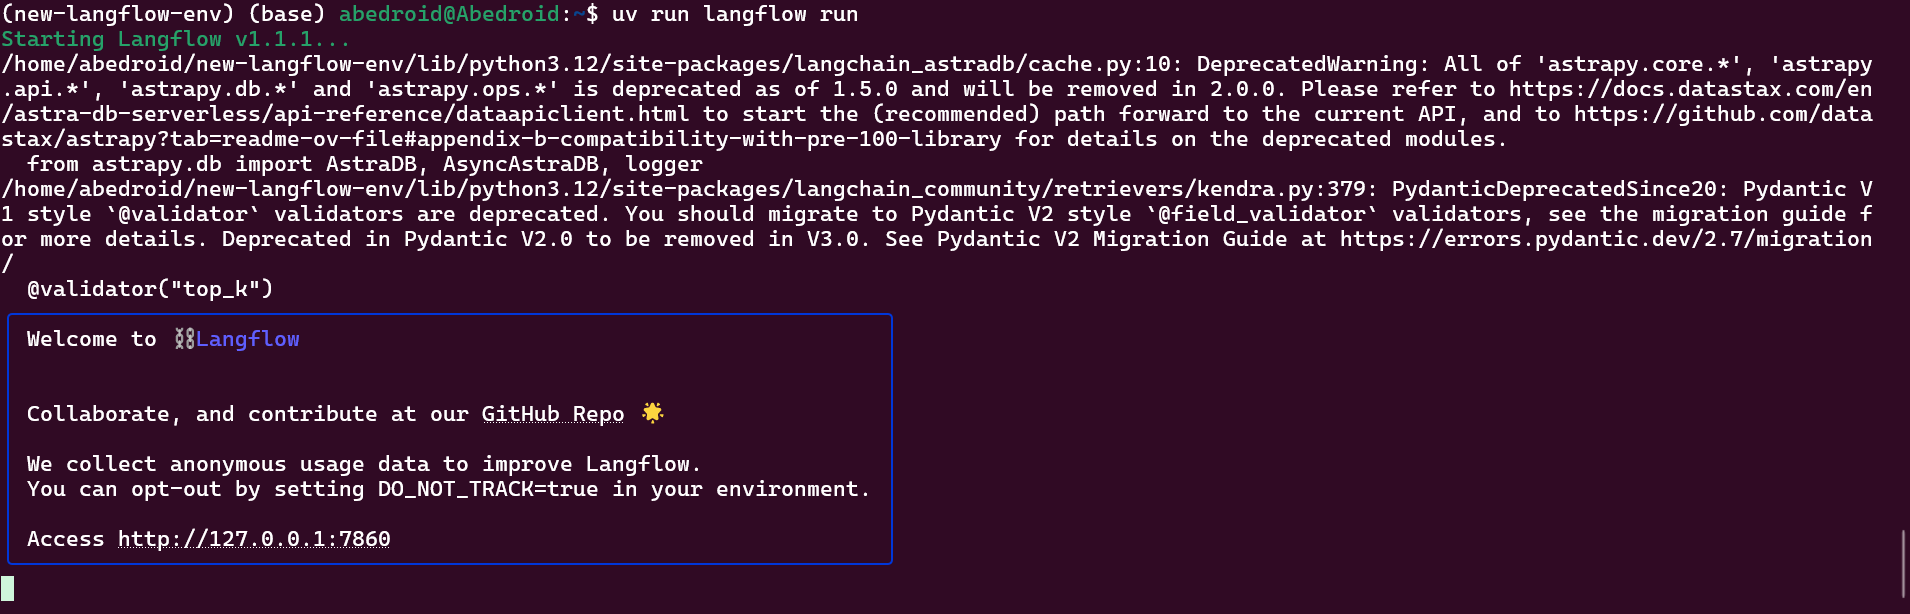 (new-langflow-env) (base) abedroid@Abedroid:~$ uv run langflow run
Starting Langflow v1.1.1...
/home/abedroid/new-langflow-env/lib/python3.12/site-packages/langchain_astradb/cache.py:10: DeprecatedWarning: All of 'astrapy.core.*', 'astrapy
.api.*', 'astrapy.db.*' and 'astrapy.ops.*' is deprecated as of 1.5.0 and will be removed in 2.0.0. Please refer to https://docs.datastax.com/en
/astra-db-serverless/api-reference/dataapiclient.html to start the (recommended) path forward to the current API, and to https://github.com/data
stax/astrapy?tab=readme-ov-file#appendix-b-compatibility-with-pre-100-library for details on the deprecated modules.
  from astrapy.db import AstraDB, AsyncAstraDB, logger
/home/abedroid/new-langflow-env/lib/python3.12/site-packages/langchain_community/retrievers/kendra.py:379: PydanticDeprecatedSince20: Pydantic V
1 style `@validator` validators are deprecated. You should migrate to Pydantic V2 style `@field_validator` validators, see the migration guide f
or more details. Deprecated in Pydantic V2.0 to be removed in V3.0. See Pydantic V2 Migration Guide at https://errors.pydantic.dev/2.7/migration
/
  @validator("top_k")
Welcome to ⛓Langflow
Collaborate, and contribute at our GitHub Repo 🌟
We collect anonymous usage data to improve Langflow.
You can opt-out by setting DO_NOT_TRACK=true in your environment.
Access http://127.0.0.1:7860